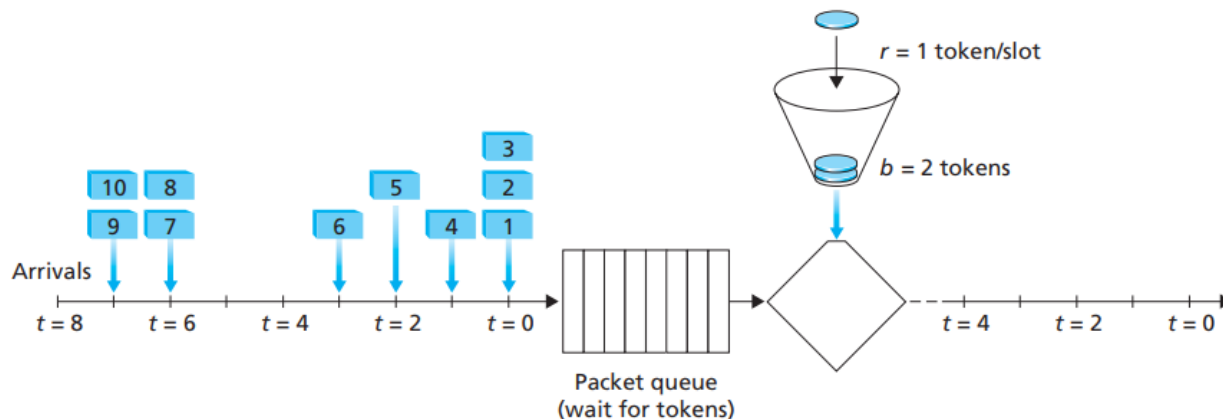 r = 1 token/slot
b = 2 tokens
3
10 8 5 2
9 7 6 4 1
Arrivals
t = 8 t = 6 t = 4 t = 2 t = 0
t = 4 t = 2 t = 0
Packet queue
(wait for tokens)